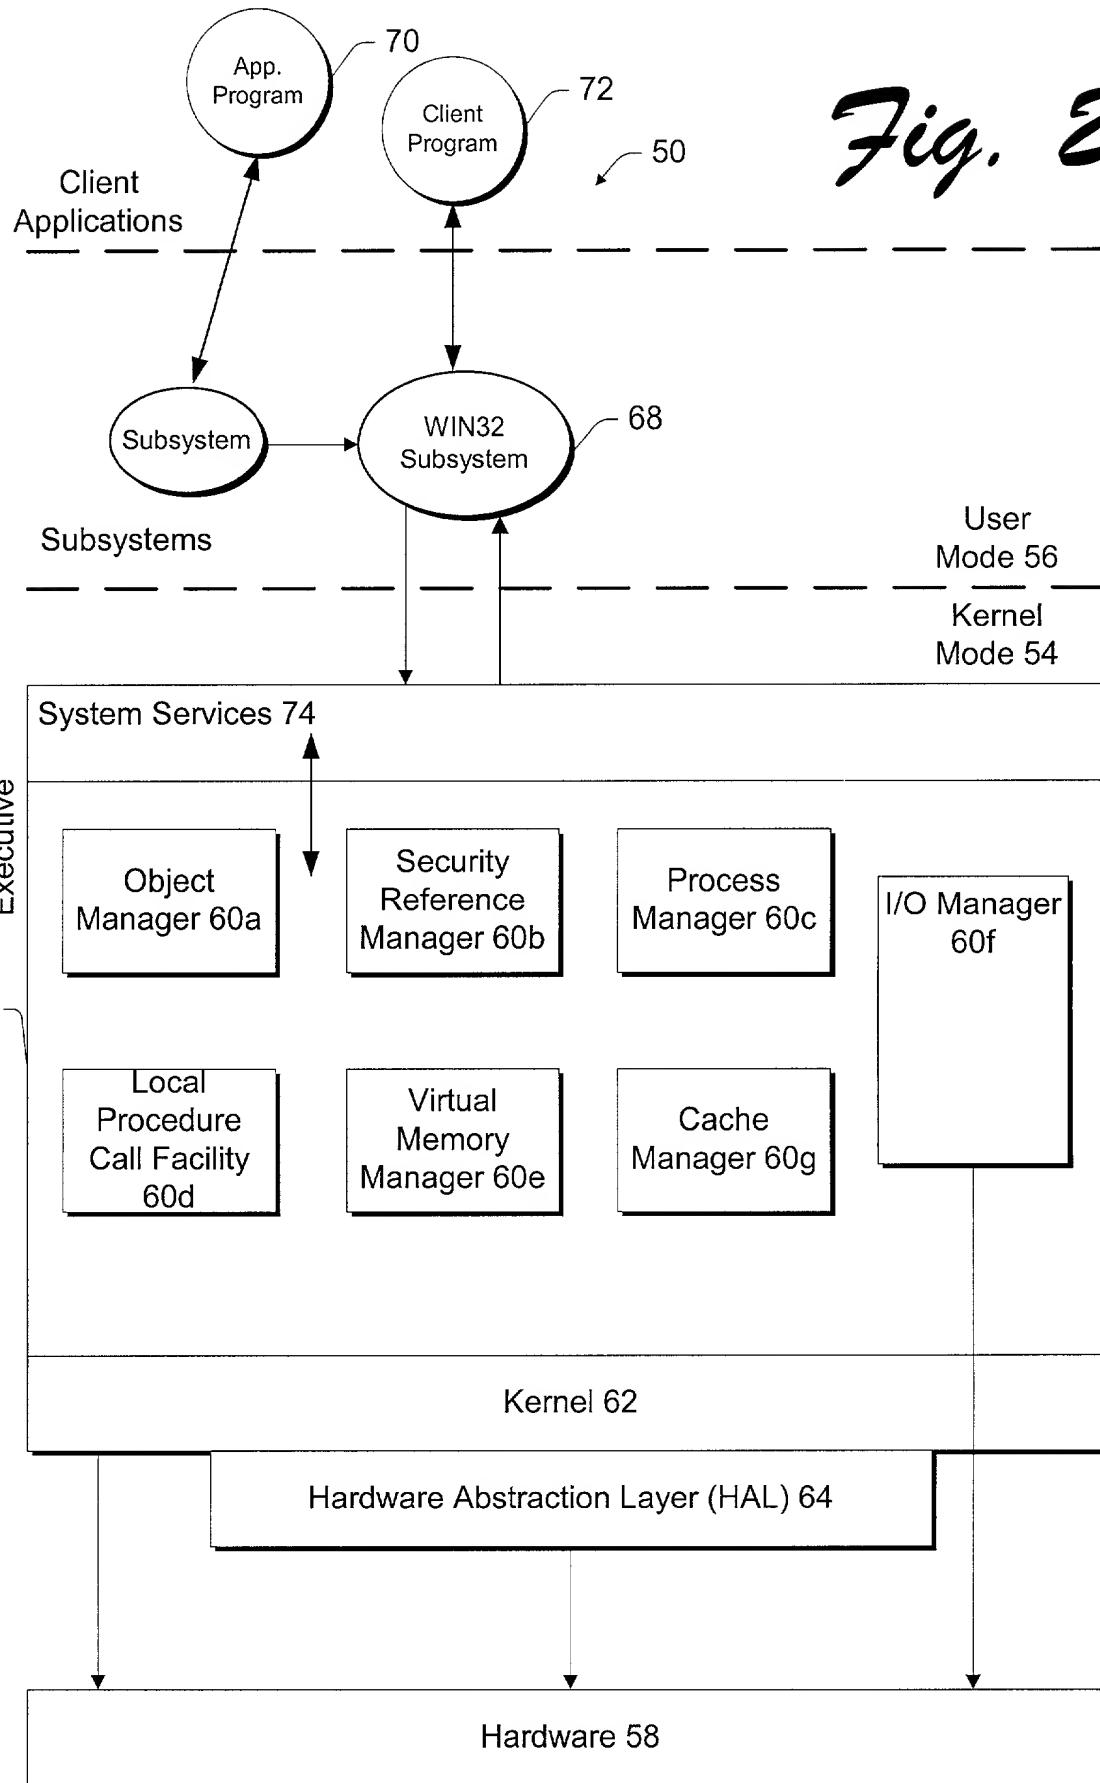 App.
Program
70
Client
Program
72
50
Fig. 2
Client
Applications
Subsystem
WIN32
Subsystem
68
Subsystems
User
Mode 56
Kernel
Mode 54
System Services 74
Executive
Object
Manager 60a
Security
Reference
Manager 60b
Process
Manager 60c
I/O Manager
60f
Local
Procedure
Call Facility
60d
Virtual
Memory
Manager 60e
Cache
Manager 60g
Kernel 62
Hardware Abstraction Layer (HAL) 64
Hardware 58